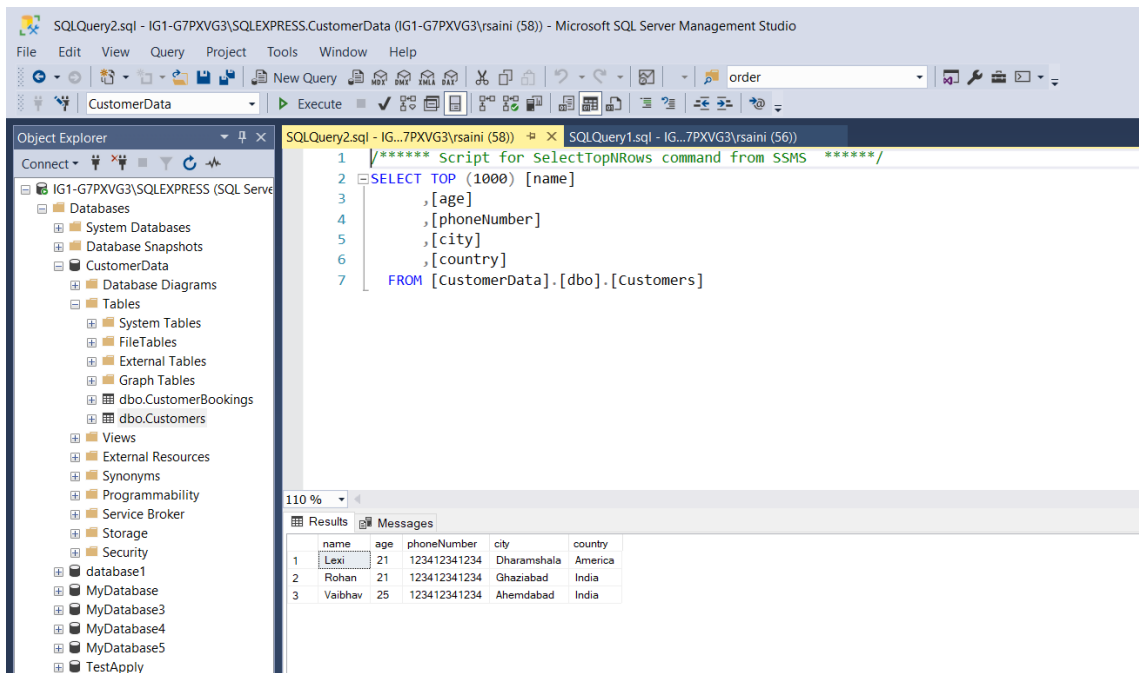 SQLQuery2.sql - IG1-G7PXVG3\SQLEXPRESS.CustomerData (IG1-G7PXVG3\rsaini (58)) - Microsoft SQL Server Management Studio
File Edit View Query Project Tools Window Help
New Query MDX DMX XMLA DAX order
CustomerData Execute
Object Explorer
Connect
IG1-G7PXVG3\SQLEXPRESS (SQL Serve
Databases
System Databases
Database Snapshots
CustomerData
Database Diagrams
Tables
System Tables
FileTables
External Tables
Graph Tables
dbo.CustomerBookings
dbo.Customers
Views
External Resources
Synonyms
Programmability
Service Broker
Storage
Security
database1
MyDatabase
MyDatabase3
MyDatabase4
MyDatabase5
TestApply
SQLQuery2.sql - IG...7PXVG3\rsaini (58)) SQLQuery1.sql - IG...7PXVG3\rsaini (56))
1 /****** Script for SelectTopNRows command from SSMS ******/
2 SELECT TOP (1000) [name]
3 ,[age]
4 ,[phoneNumber]
5 ,[city]
6 ,[country]
7 FROM [CustomerData].[dbo].[Customers]
110 %
Results Messages
name age phoneNumber city country
1 Lexi 21 123412341234 Dharamshala America
2 Rohan 21 123412341234 Ghaziabad India
3 Vaibhav 25 123412341234 Ahemdabad India